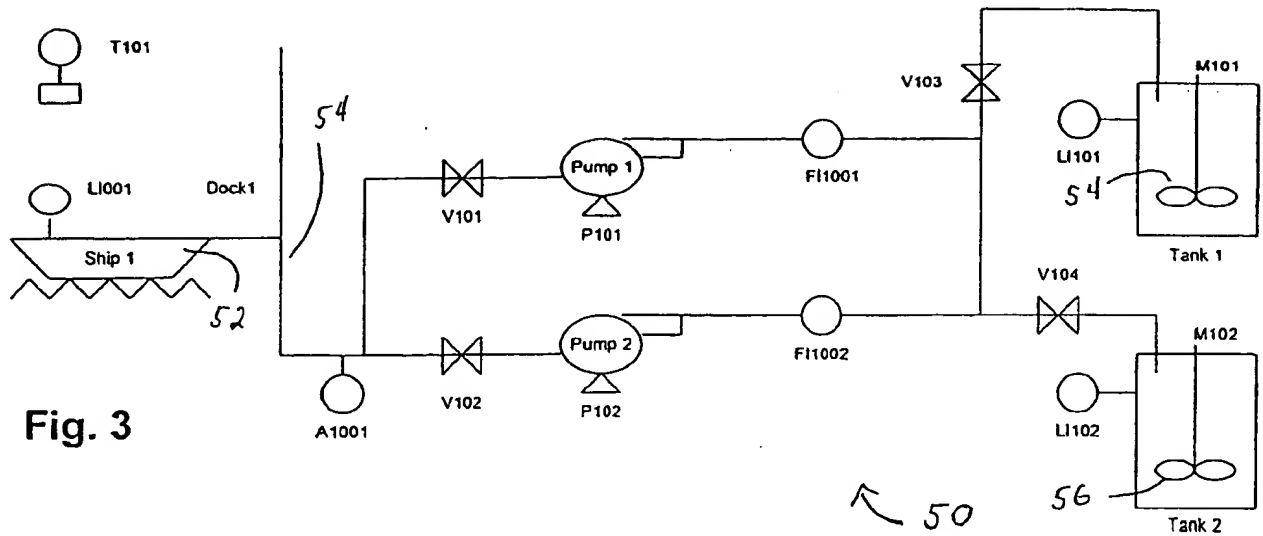 T101
M101
V103
54
LI101
Pump 1
FI1001
LI001
Dock1
V101
54
P101
Ship 1
Tank 1
52
V104
Pump 2
FI1002
M102
V102
P102
LI102
Fig. 3
A1001
56
50
Tank 2